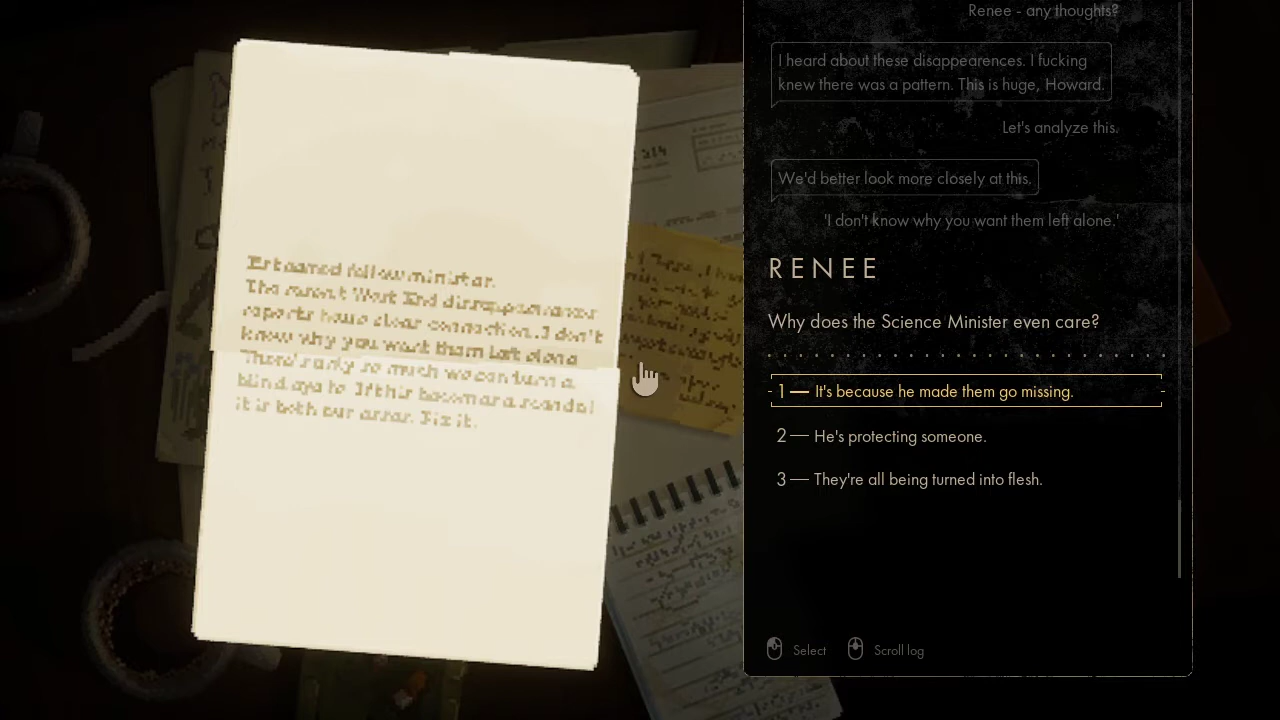 Esteemed fellow minister.
The recent West End disappearances
reports have clear connection. I don't
know why you want them left alone
There's only so much we can turn a
blind eye to. If this becomes a scandal
it is both our arses. Fix it.
Renee - any thoughts?
I heard about these disappearences. I fucking
knew there was a pattern. This is huge, Howard.
Let's analyze this.
We'd better look more closely at this.
'I don't know why you want them left alone.'
RENEE
Why does the Science Minister even care?
1 — It's because he made them go missing.
2 — He's protecting someone.
3 — They're all being turned into flesh.
Select
Scroll log